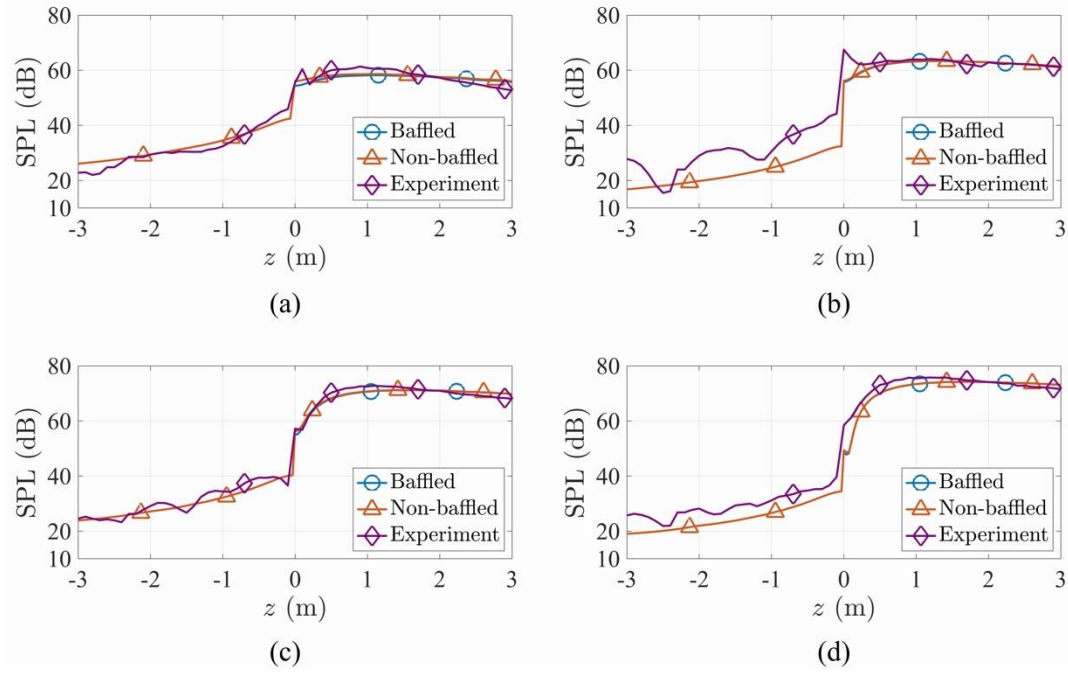 80
60
40
20
10
SPL (dB)
Baffled
Non-baffled
Experiment
-3 -2 -1 0 1 2 3
z (m)
(a)
80
60
40
20
10
SPL (dB)
Baffled
Non-baffled
Experiment
-3 -2 -1 0 1 2 3
z (m)
(b)
80
60
40
20
10
SPL (dB)
Baffled
Non-baffled
Experiment
-3 -2 -1 0 1 2 3
z (m)
(c)
80
60
40
20
10
SPL (dB)
Baffled
Non-baffled
Experiment
-3 -2 -1 0 1 2 3
z (m)
(d)